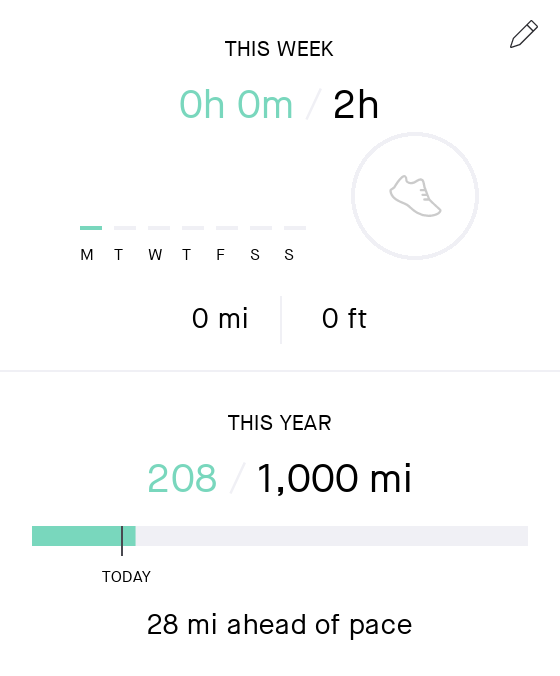 THIS WEEK
0h 0m / 2h
M T W T F S S
0 mi 0 ft
THIS YEAR
208 / 1,000 mi
TODAY
28 mi ahead of pace